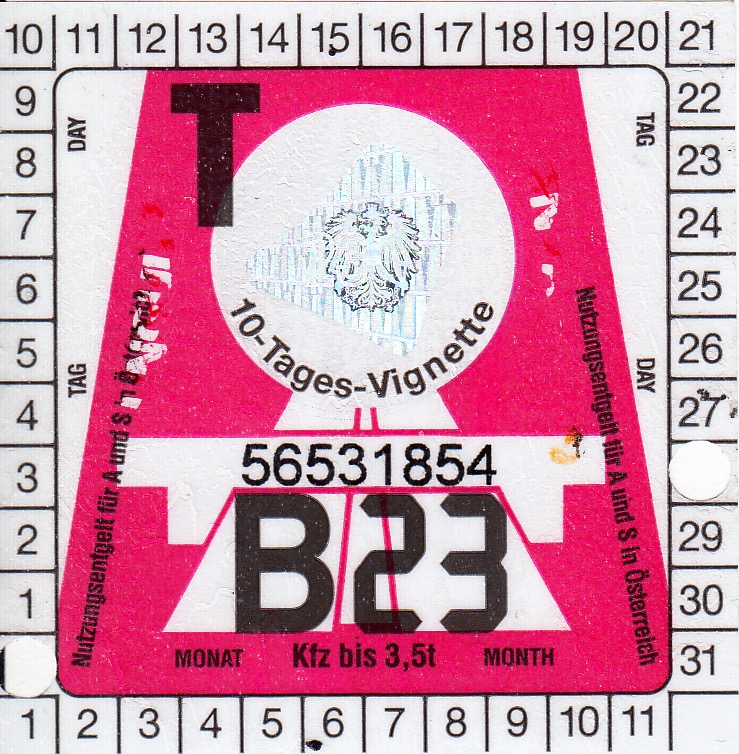 10 11 12 13 14 15 16 17 18 19 20 21
9 DAY T TAG 22
8 23
7 24
6 25
5 10-Tages-Vignette 26
TAG DAY
4 27
3 56531854
2 B23 29
1 30
Nutzungsentgelt für A und S in
Nutzungsentgelt für A und S in Österreich
MONAT Kfz bis 3,5t MONTH 31
1 2 3 4 5 6 7 8 9 10 11